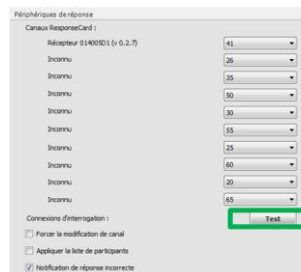 Périphériques de réponse
Canaux ResponseCard :
Récepteur 014005D1 (v 0.2.7) 41
Inconnu 26
Inconnu 35
Inconnu 50
Inconnu 30
Inconnu 55
Inconnu 25
Inconnu 60
Inconnu 20
Inconnu 65
Connexions d'interrogation : Test
Forcer la modification de canal
Appliquer la liste de participants
Notification de réponse incorrecte